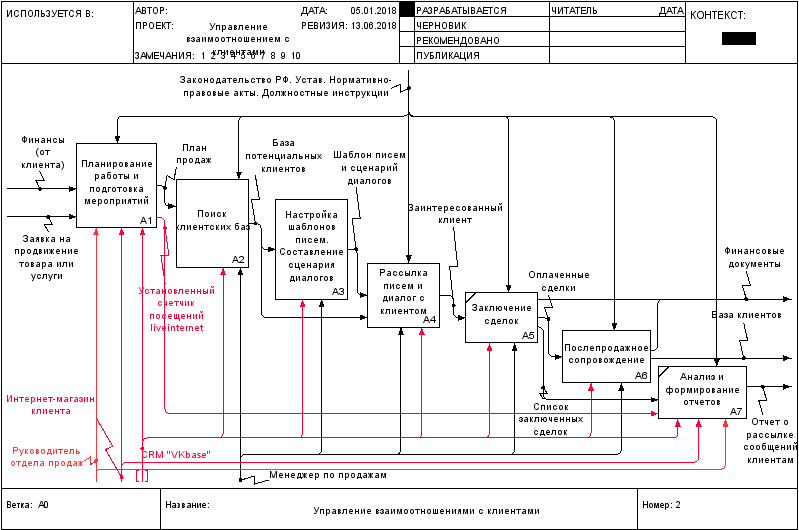 ИСПОЛЬЗУЕТСЯ В:
АВТОР:
ДАТА: 05.01.2018
ПРОЕКТ: Управление
взаимоотношением с
клиентами
РЕВИЗИЯ: 13.06.2018
ЗАМЕЧАНИЯ: 1 2 3 4 5 6 7 8 9 10
РАЗРАБАТЫВАЕТСЯ
ЧЕРНОВИК
РЕКОМЕНДОВАНО
ПУБЛИКАЦИЯ
ЧИТАТЕЛЬ
ДАТА
КОНТЕКСТ:
Законодательство РФ. Устав. Нормативно-
правовые акты. Должностные инструкции
Финансы
(от
клиента)
Заявка на
продвижение
товара или
услуги
Планирование
работы и
подготовка
мероприятий
A1
План
продаж
Поиск
клиентских баз
A2
База
потенциальных
клиентов
Настройка
шаблонов
писем.
Составление
сценария
диалогов
A3
Шаблон писем
и сценарий
диалогов
Рассылка
писем и
диалог с
клиентом
A4
Заинтересованный
клиент
Заключение
сделок
A5
Оплаченные
сделки
Послепродажное
сопровождение
A6
Анализ и
формирование
отчетов
A7
Финансовые
документы
База клиентов
Отчет о
рассылке
сообщений
клиентам
Список
заключенных
сделок
Установленный
счетчик
посещений
liveinternet
Интернет-магазин
клиента
Руководитель
отдела продаж
CRM "VKbase"
Менеджер по продажам
Ветка: A0
Название:
Управление взаимоотношениями с клиентами
Номер: 2